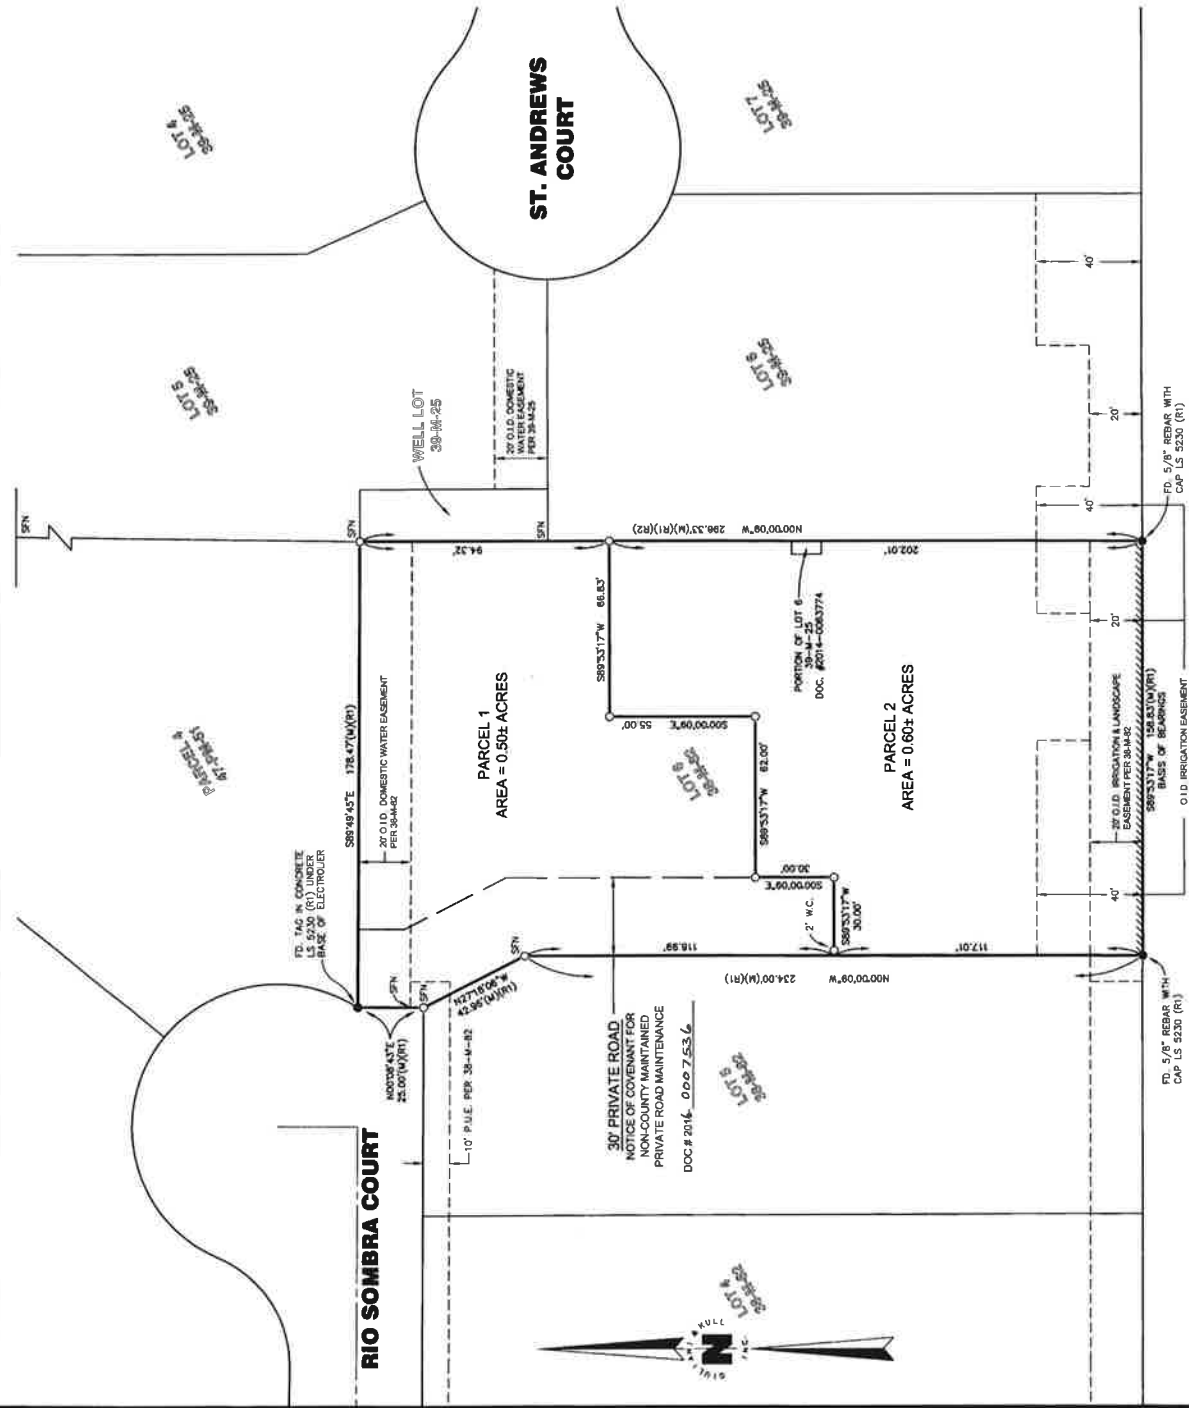 ST. ANDREWS
COURT
LOT 4
39-M-25
LOT 7
39-M-25
LOT 5
39-M-25
LOT 6
39-M-25
WELL LOT
39-M-25
20' O.I.D. DOMESTIC
WATER EASEMENT
PER 39-M-25
40'
20'
40'
FD. 5/8" REBAR WITH
CAP LS 5230 (R1)
SFN
SFN
SFN
94.32'
N00°00'09"W 296.33'(M)(R1)(R2)
202.01'
PARCEL 4
47-PM-51
S89°49'45"E 178.47'(M)(R1)
20' O.I.D. DOMESTIC WATER EASEMENT
PER 38-M-82
FD. TAG IN CONCRETE
LS 5230 (R1) UNDER
BASE OF ELECTROLIER
PARCEL 1
AREA = 0.50± ACRES
S89°53'17"W 66.83'
S00°00'09"E 55.00'
S89°53'17"W 62.00'
S00°00'09"E 30.00'
S89°53'17"W
30.00'
2' W.C.
LOT 6
38-M-82
PORTION OF LOT 6
39-M-25
DOC. #2014-0083774
PARCEL 2
AREA = 0.60± ACRES
20'
20' O.I.D. IRRIGATION & LANDSCAPE
EASEMENT PER 38-M-82
S89°53'17"W 158.83'(M)(R1)
BASIS OF BEARINGS
O.I.D. IRRIGATION EASEMENT
40'
SFN
SFN
SFN
N27°18'06"W
42.95'(M)(R1)
N00°08'43"E
25.00'(M)(R1)
118.99'
N00°00'09"W 234.00'(M)(R1)
117.01'
FD. 5/8" REBAR WITH
CAP LS 5230 (R1)
10' P.U.E. PER 38-M-82
30' PRIVATE ROAD
NOTICE OF COVENANT FOR
NON-COUNTY MAINTAINED
PRIVATE ROAD MAINTENANCE
DOC # 2016-0007536
LOT 5
38-M-82
RIO SOMBRA COURT
LOT 4
38-M-82
GIULIANI & KULL INC.
N